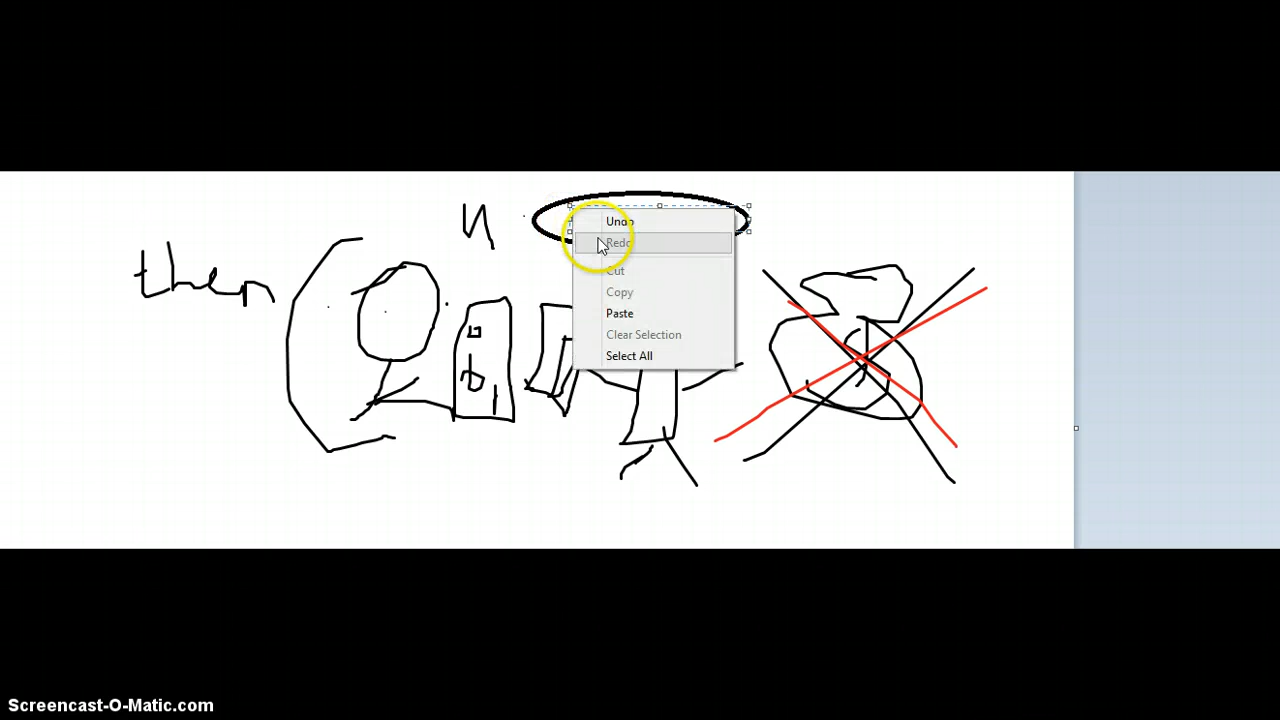 then
Undo
Redo
Cut
Copy
Paste
Clear Selection
Select All
Screencast-O-Matic.com